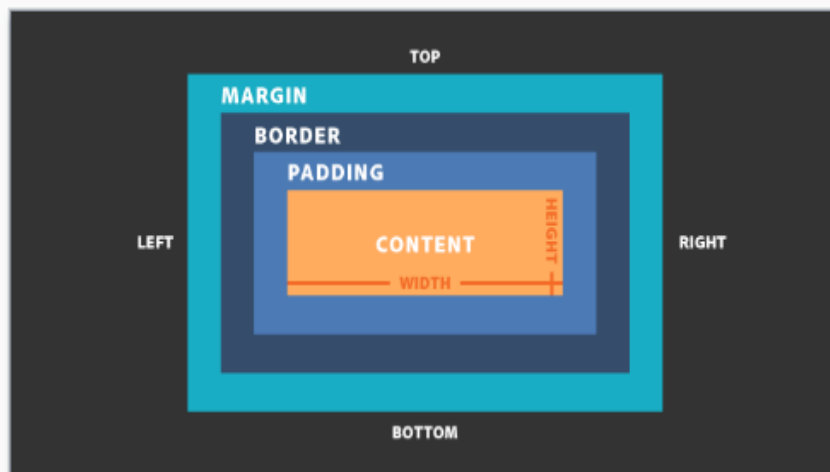 TOP
MARGIN
BORDER
PADDING
HEIGHT
LEFT
CONTENT
RIGHT
WIDTH
BOTTOM